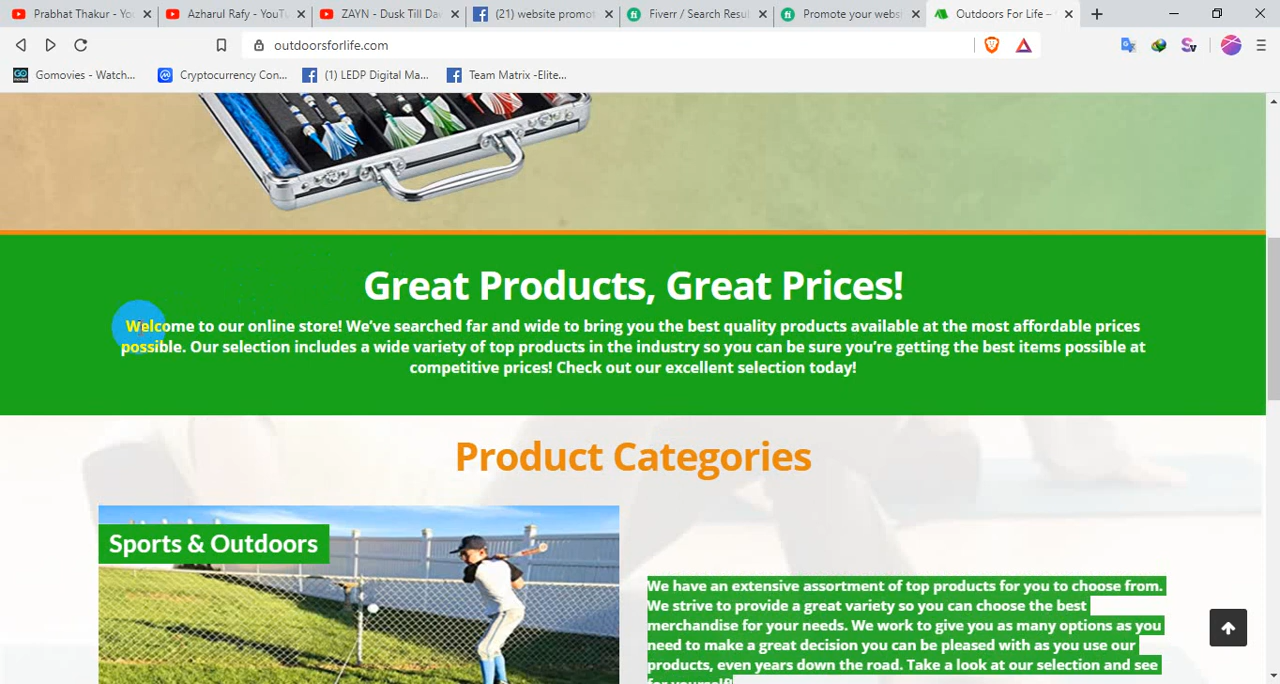 Prabhat Thakur - Yo
Azharul Rafy - YouTu
ZAYN - Dusk Till Da
(21) website promot
Fiverr / Search Resul
Promote your webs
Outdoors For Life –
outdoorsforlife.com
Gomovies - Watch...
Cryptocurrency Con...
(1) LEDP Digital Ma...
Team Matrix -Elite...
Great Products, Great Prices!
Welcome to our online store! We've searched far and wide to bring you the best quality products available at the most affordable prices
possible. Our selection includes a wide variety of top products in the industry so you can be sure you're getting the best items possible at
competitive prices! Check out our excellent selection today!
Product Categories
Sports & Outdoors
We have an extensive assortment of top products for you to choose from.
We strive to provide a great variety so you can choose the best
merchandise for your needs. We work to give you as many options as you
need to make a great decision you can be pleased with as you use our
products, even years down the road. Take a look at our selection and see
for yourself!